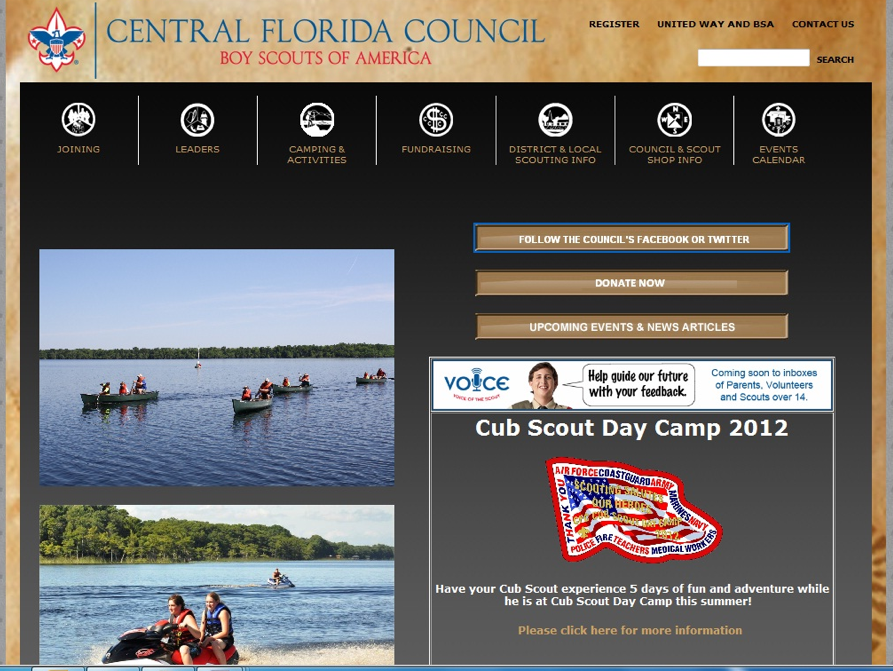 CENTRAL FLORIDA COUNCIL
BOY SCOUTS OF AMERICA
REGISTER
UNITED WAY AND BSA
CONTACT US
SEARCH
JOINING
LEADERS
CAMPING &
ACTIVITIES
FUNDRAISING
DISTRICT & LOCAL
SCOUTING INFO
COUNCIL & SCOUT
SHOP INFO
EVENTS
CALENDAR
FOLLOW THE COUNCIL'S FACEBOOK OR TWITTER
DONATE NOW
UPCOMING EVENTS & NEWS ARTICLES
VOICE
VOICE OF THE SCOUT
Help guide our future
with your feedback.
Coming soon to inboxes
of Parents, Volunteers
and Scouts over 14.
Cub Scout Day Camp 2012
AIR FORCE COAST GUARD ARMY
MARINES NAVY
THANK YOU
SCOUTING SALUTES
OUR HEROES
CUB SCOUT DAY CAMP
2012
POLICE FIRE TEACHERS MEDICAL WORKERS
Have your Cub Scout experience 5 days of fun and adventure while
he is at Cub Scout Day Camp this summer!
Please click here for more information